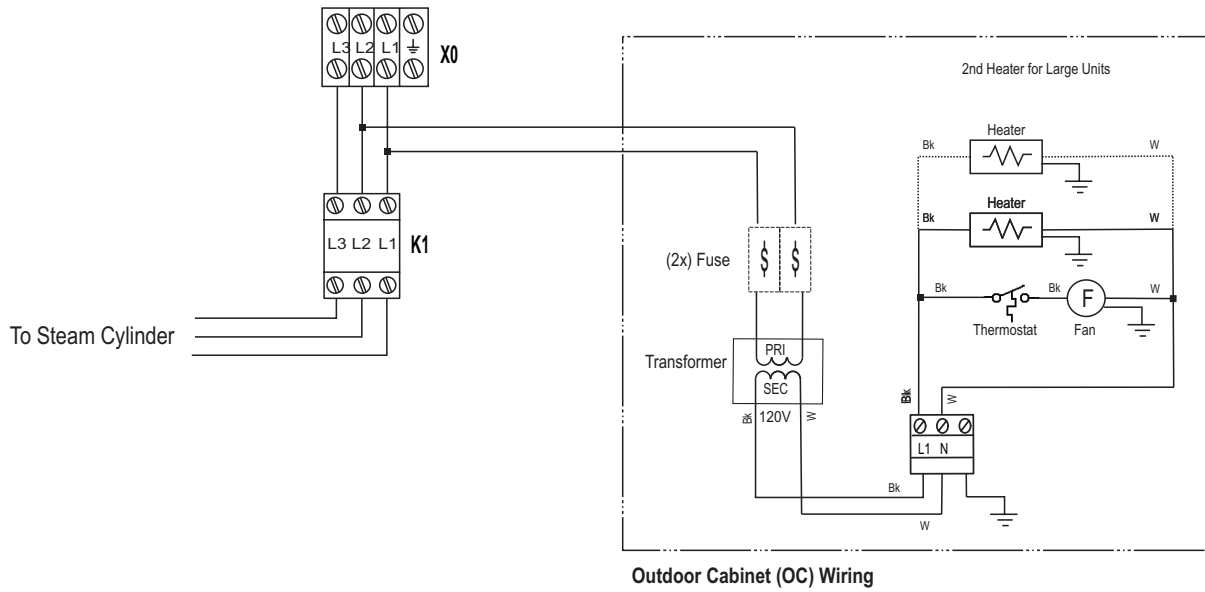 L3 L2 L1
X0
2nd Heater for Large Units
Heater
Bk
W
Heater
Bk
W
L3 L2 L1
K1
(2x) Fuse
S
S
Bk
Bk
F
W
Thermostat
Fan
To Steam Cylinder
Transformer
PRI
SEC
Bk
120V
W
Blk
W
L1 N
Bk
W
Outdoor Cabinet (OC) Wiring